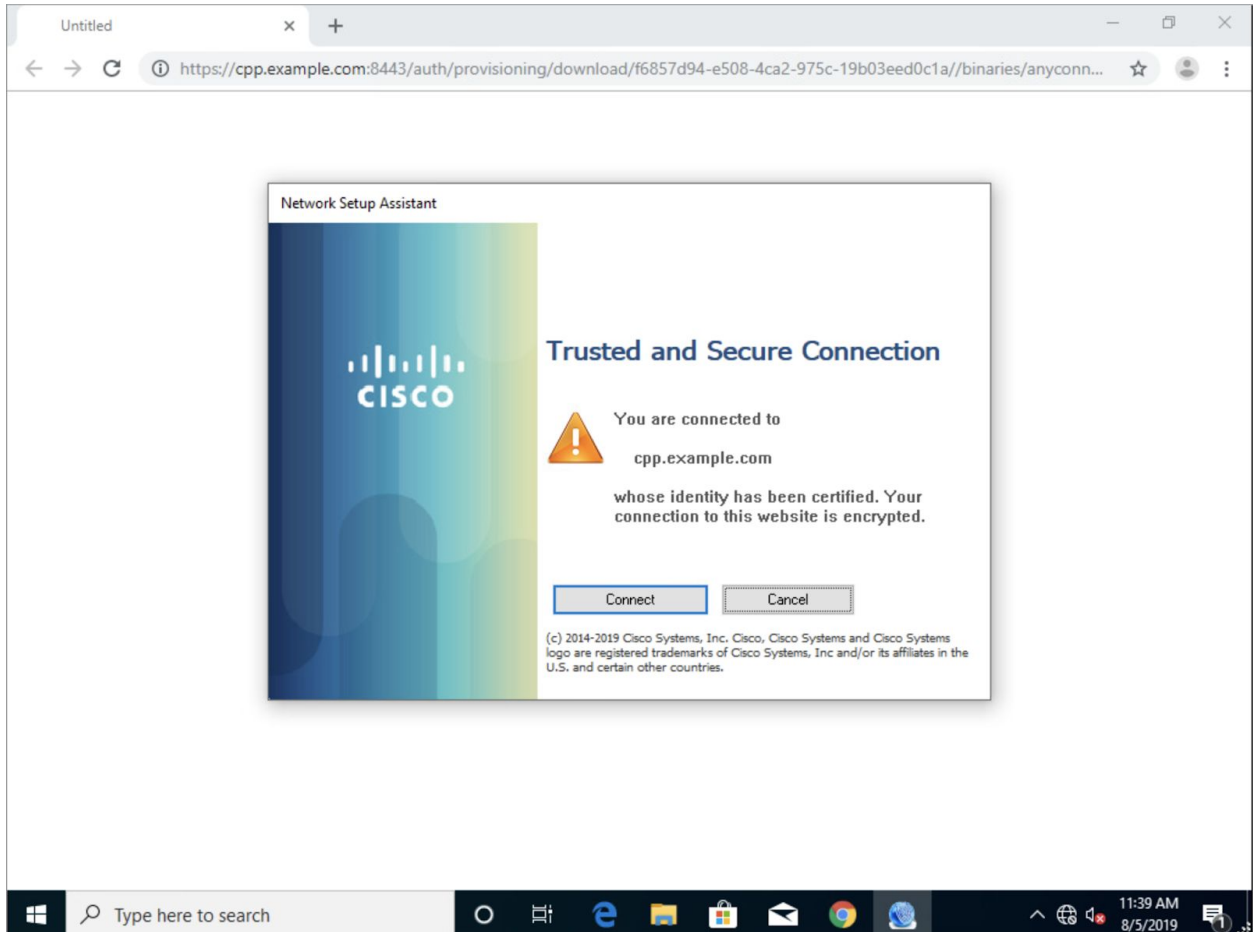 Untitled
https://cpp.example.com:8443/auth/provisioning/download/f6857d94-e508-4ca2-975c-19b03eed0c1a//binaries/anyconn...
Network Setup Assistant
CISCO
Trusted and Secure Connection
You are connected to
cpp.example.com
whose identity has been certified. Your
connection to this website is encrypted.
Connect
Cancel
(c) 2014-2019 Cisco Systems, Inc. Cisco, Cisco Systems and Cisco Systems
logo are registered trademarks of Cisco Systems, Inc and/or its affiliates in the
U.S. and certain other countries.
Type here to search
11:39 AM
8/5/2019
1